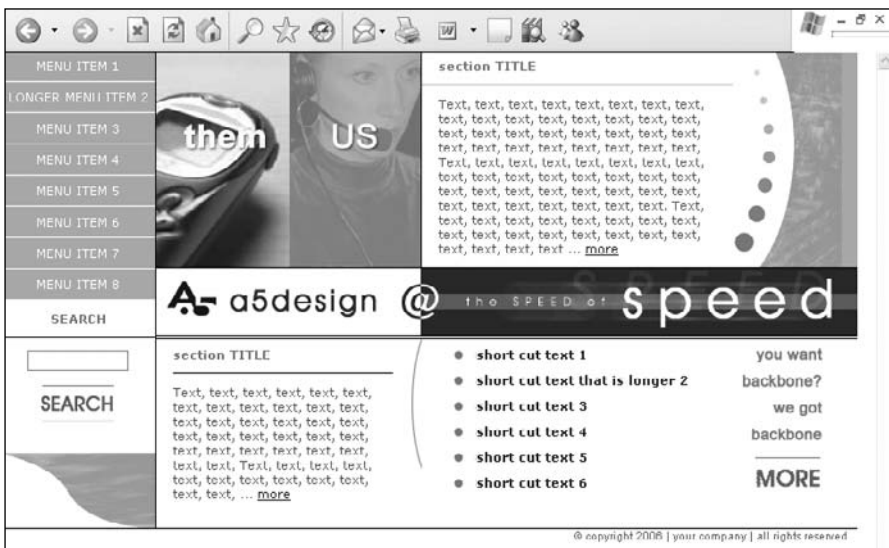 MENU ITEM 1
LONGER MENU ITEM 2
MENU ITEM 3
MENU ITEM 4
MENU ITEM 5
MENU ITEM 6
MENU ITEM 7
MENU ITEM 8
SEARCH
SEARCH
them
US
section TITLE
Text, text, text, text, text, text, text, text,
text, text, text, text, text, text, text, text,
text, text, text, text, text, text, text, text,
text, text, text, text, text, text, text, text,
Text, text, text, text, text, text, text, text,
text, text, text, text, text, text, text, text,
text, text, text, text, text, text, text, text,
text, text, text, text, text, text, text. Text,
text, text, text, text, text, text, text, text,
text, text, text, text, text, text, text, text,
text, text, text, text ... more
a5design @ the SPEED of speed
SPEED
section TITLE
Text, text, text, text, text, text,
text, text, text, text, text, text,
text, text, text, text, text, text,
text, text, text, text, text, text,
text, text, text, text, text, text,
text, text, Text, text, text, text,
text, text, text, text, text, text,
text, text, ... more
short cut text 1
short cut text that is longer 2
short cut text 3
short cut text 4
short cut text 5
short cut text 6
you want
backbone?
we got
backbone
MORE
© copyright 2006 | your company | all rights reserved